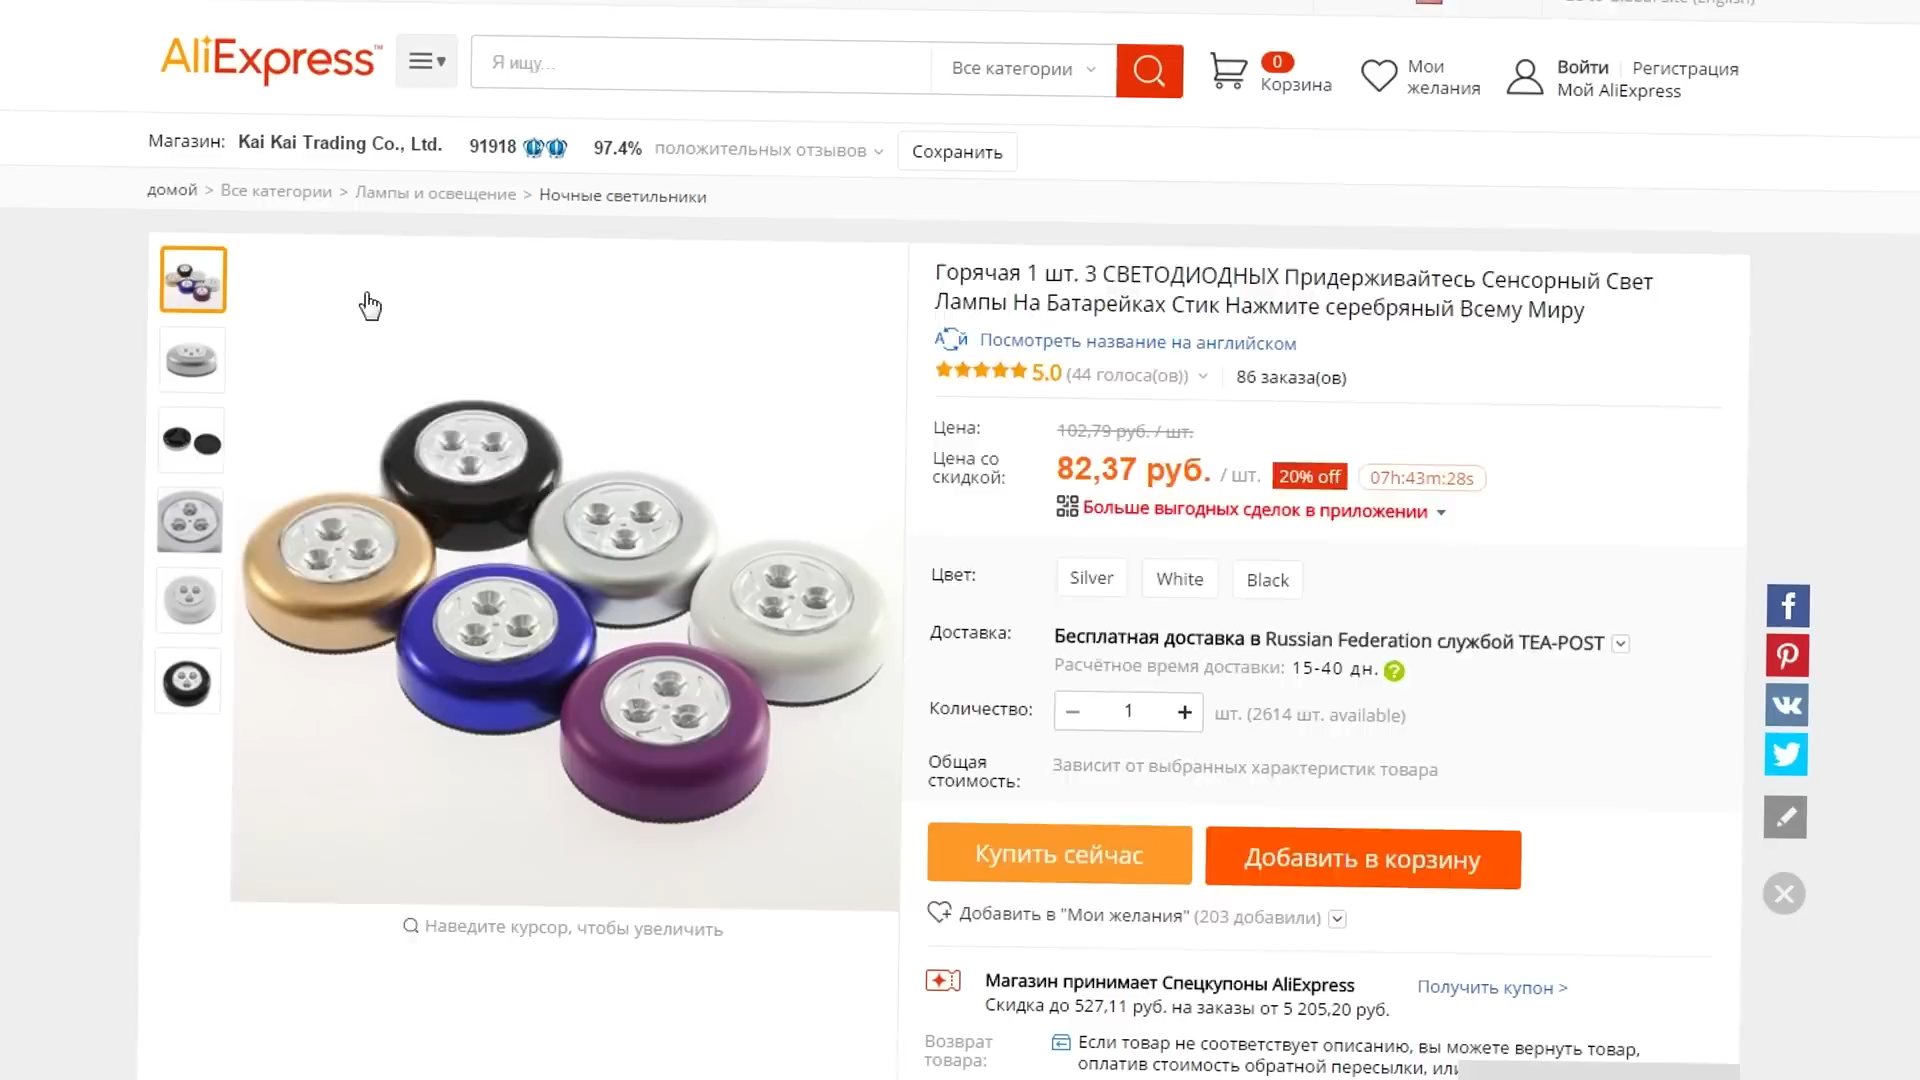 AliExpress™
Я ищу...
Все категории
0
Корзина
Мои желания
Войти | Регистрация
Мой AliExpress
Магазин: Kai Kai Trading Co., Ltd. 91918 97.4% положительных отзывов Сохранить
домой > Все категории > Лампы и освещение > Ночные светильники
Горячая 1 шт. 3 СВЕТОДИОДНЫХ Придерживайтесь Сенсорный Свет
Лампы На Батарейках Стик Нажмите серебряный Всему Миру
Посмотреть название на английском
5.0 (44 голоса(ов)) 86 заказа(ов)
Цена: 102,79 руб. / шт.
Цена со скидкой: 82,37 руб. / шт. 20% off 07h:43m:28s
Больше выгодных сделок в приложении
Цвет: Silver White Black
Доставка: Бесплатная доставка в Russian Federation службой TEA-POST
Расчётное время доставки: 15-40 дн. ?
Количество: − 1 + шт. (2614 шт. available)
Общая стоимость: Зависит от выбранных характеристик товара
Купить сейчас
Добавить в корзину
Наведите курсор, чтобы увеличить
Добавить в "Мои желания" (203 добавили)
Магазин принимает Спецкупоны AliExpress Получить купон >
Скидка до 527,11 руб. на заказы от 5 205,20 руб.
Возврат товара: Если товар не соответствует описанию, вы можете вернуть товар,
оплатив стоимость обратной пересылки, или